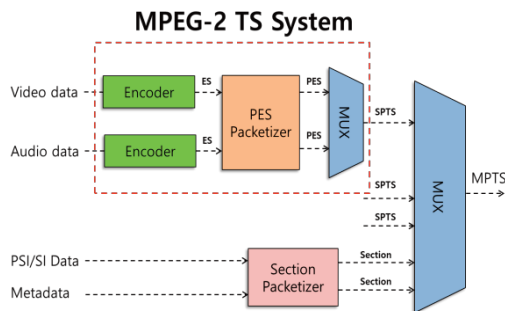 MPEG-2 TS System
Video data
Encoder
ES
PES
Packetizer
PES
MUX
SPTS
Audio data
Encoder
ES
PES
SPTS
SPTS
MUX
MPTS
PSI/SI Data
Metadata
Section
Packetizer
Section
Section